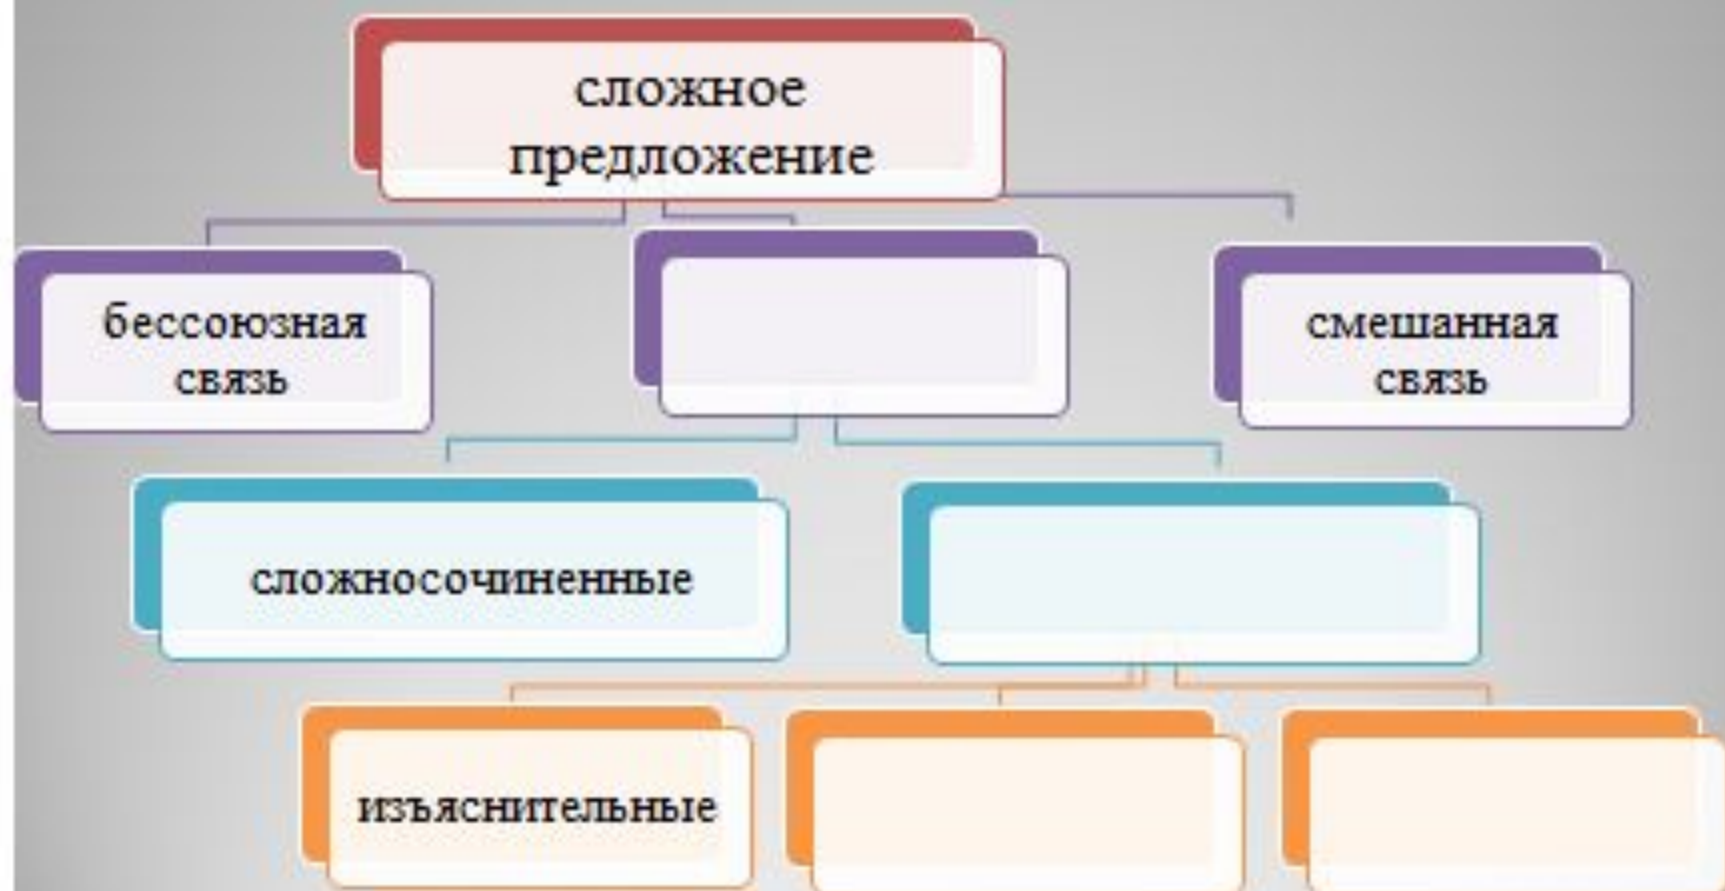 сложное
предложение
бессоюзная
связь
смешанная
связь
сложносочиненные
изъяснительные